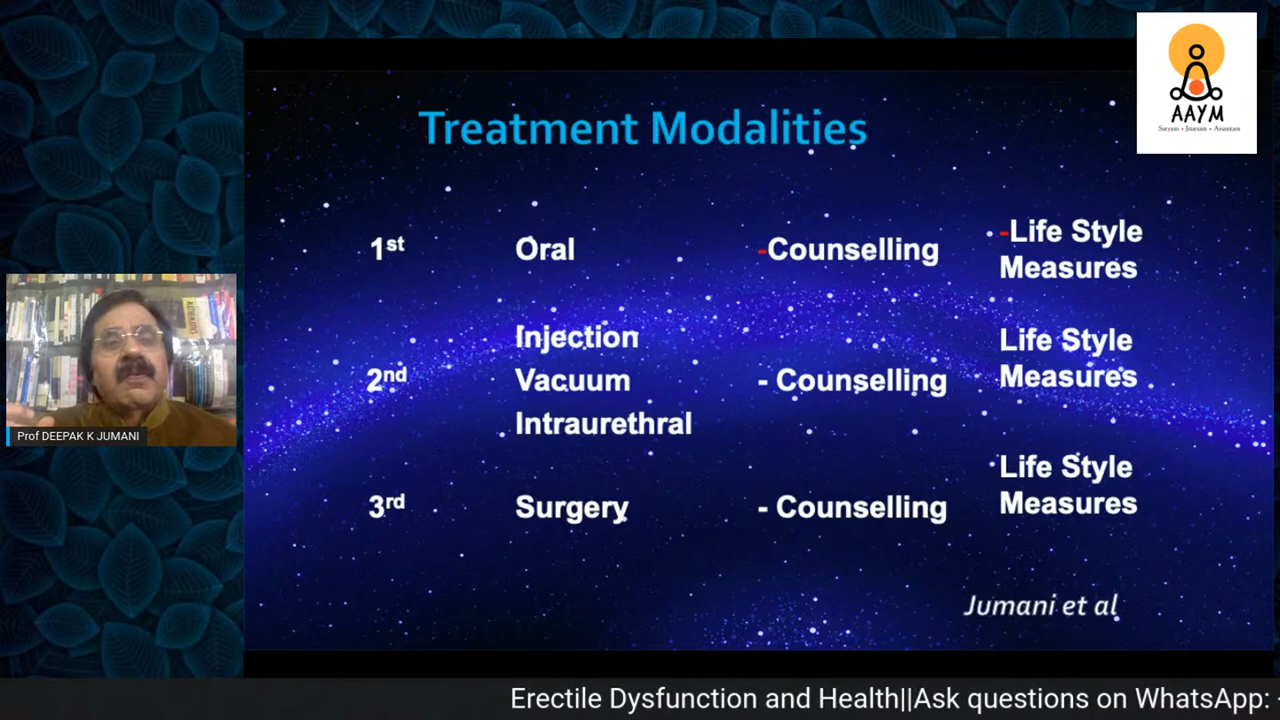 AAYM
Treatment Modalities
1st Oral -Counselling -Life Style Measures
Injection
2nd Vacuum - Counselling Life Style Measures
Intraurethral
3rd Surgery - Counselling Life Style Measures
Jumani et al
Prof DEEPAK K JUMANI
Erectile Dysfunction and Health||Ask questions on WhatsApp: